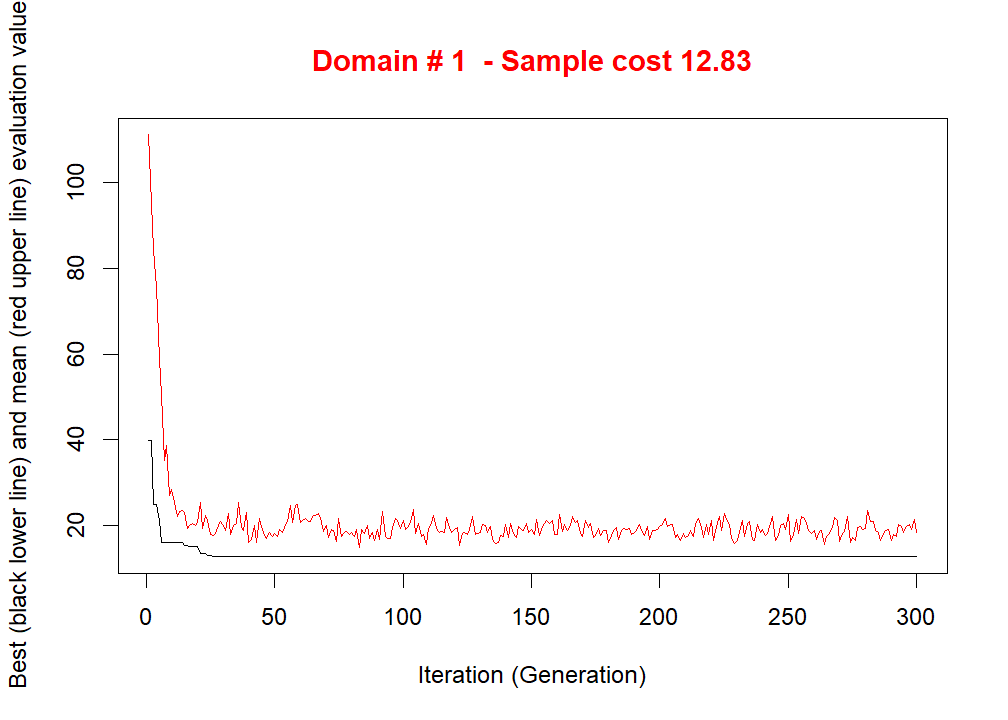 Domain # 1  - Sample cost 12.83
Best (black lower line) and mean (red upper line) evaluation value
100
80
60
40
20
0 50 100 150 200 250 300
Iteration (Generation)